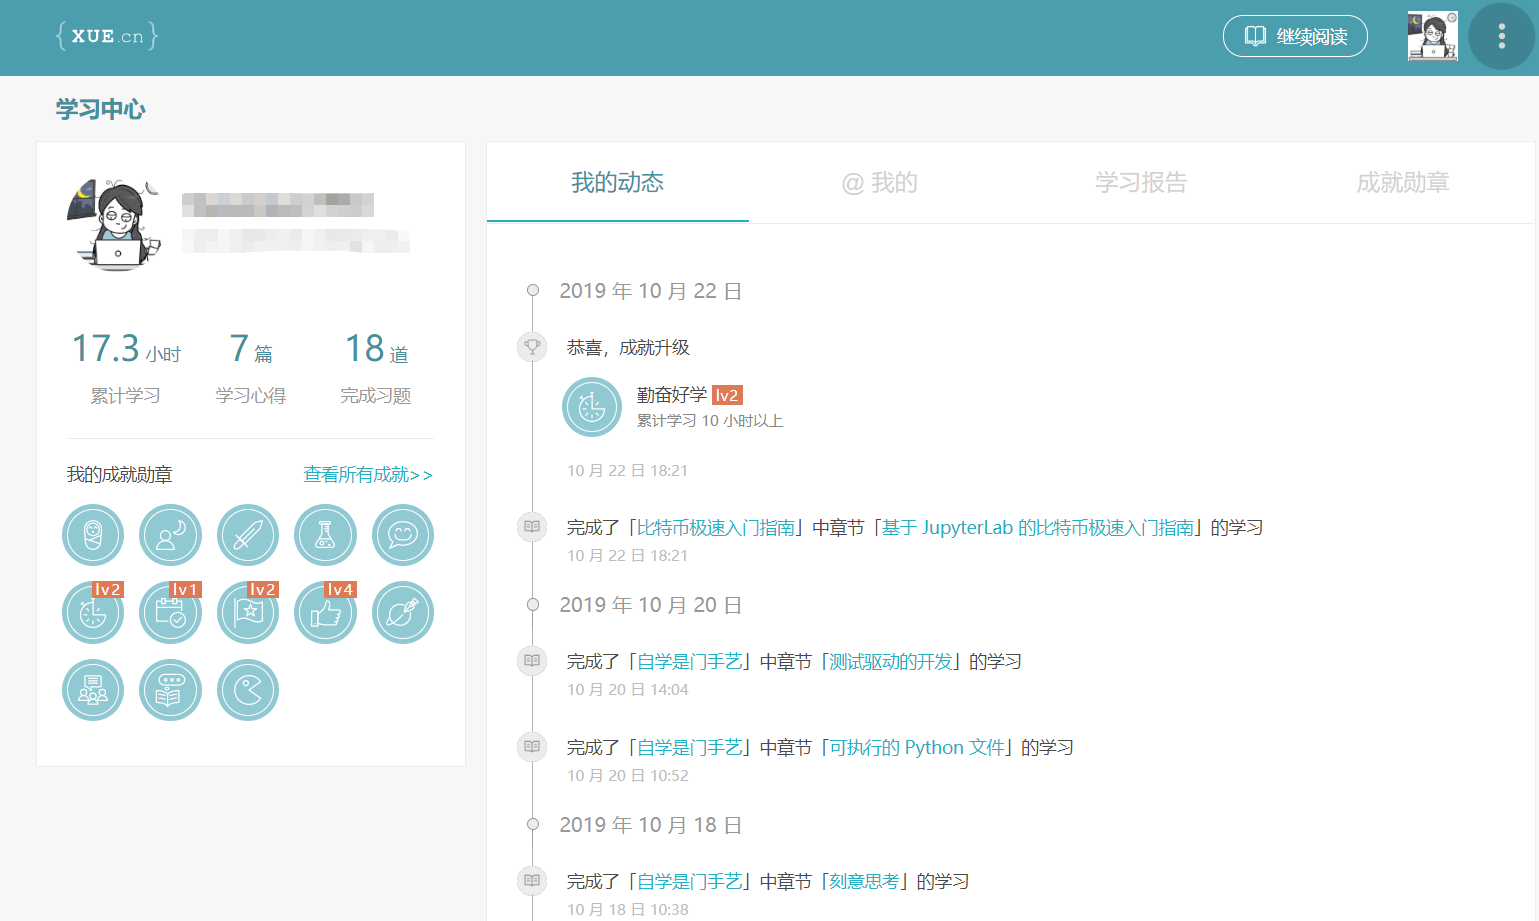 { XUE.cn }
继续阅读
学习中心
17.3 小时
7 篇
18 道
累计学习
学习心得
完成习题
我的成就勋章
查看所有成就>>
lv2
lv1
lv2
lv4
我的动态
@ 我的
学习报告
成就勋章
2019 年 10 月 22 日
恭喜，成就升级
勤奋好学 lv2
累计学习 10 小时以上
10 月 22 日 18:21
完成了「比特币极速入门指南」中章节「基于 JupyterLab 的比特币极速入门指南」的学习
10 月 22 日 18:21
2019 年 10 月 20 日
完成了「自学是门手艺」中章节「测试驱动的开发」的学习
10 月 20 日 14:04
完成了「自学是门手艺」中章节「可执行的 Python 文件」的学习
10 月 20 日 10:52
2019 年 10 月 18 日
完成了「自学是门手艺」中章节「刻意思考」的学习
10 月 18 日 10:38